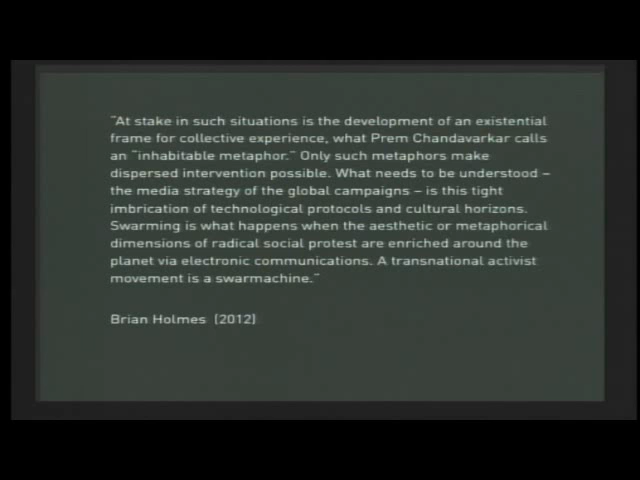 "At stake in such situations is the development of an existential
frame for collective experience, what Prem Chandavarkar calls
an "inhabitable metaphor." Only such metaphors make
dispersed intervention possible. What needs to be understood –
the media strategy of the global campaigns – is this tight
imbrication of technological protocols and cultural horizons.
Swarming is what happens when the aesthetic or metaphorical
dimensions of radical social protest are enriched around the
planet via electronic communications. A transnational activist
movement is a swarmachine."
Brian Holmes (2012)